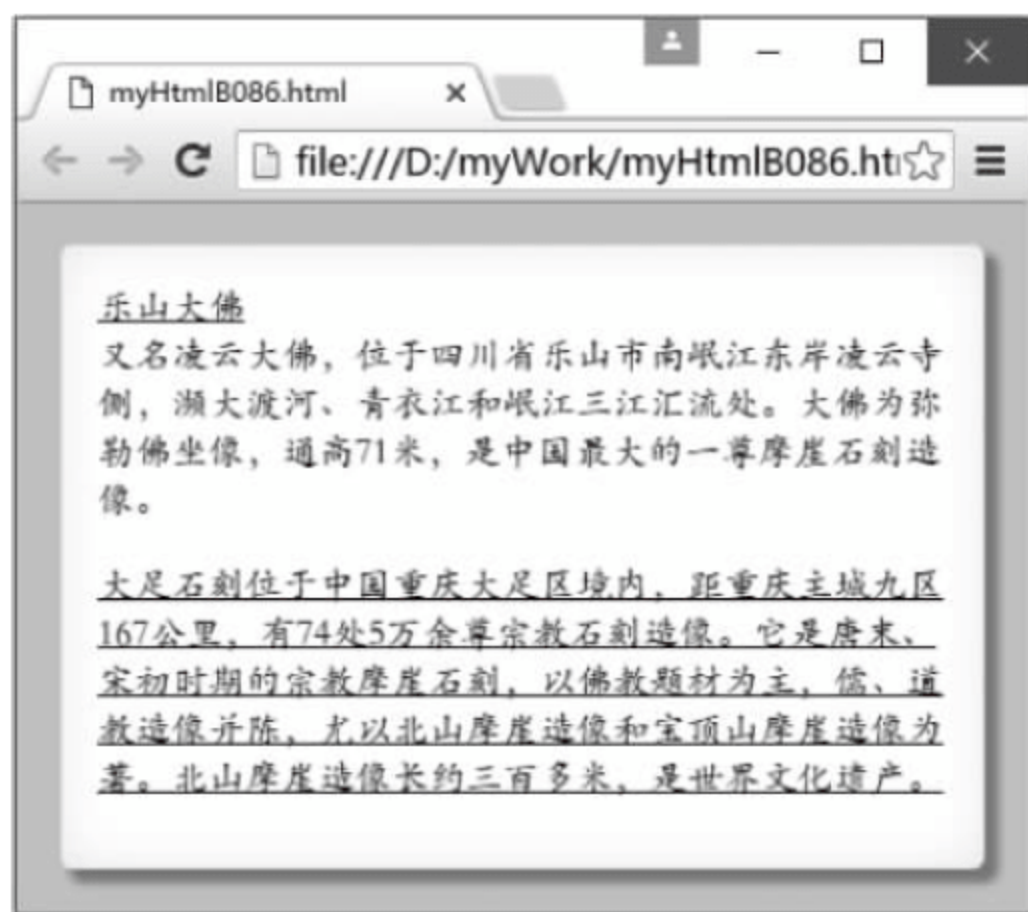 myHtmlB086.html
file:///D:/myWork/myHtmlB086.ht
乐山大佛
又名凌云大佛，位于四川省乐山市南岷江东岸凌云寺
侧，濒大渡河、青衣江和岷江三江汇流处。大佛为弥
勒佛坐像，通高71米，是中国最大的一尊摩崖石刻造
像。
大足石刻位于中国重庆大足区境内，距重庆主城九区
167公里，有74处5万余尊宗教石刻造像。它是唐末、
宋初时期的宗教摩崖石刻，以佛教题材为主，儒、道
教造像并陈，尤以北山摩崖造像和宝顶山摩崖造像为
著。北山摩崖造像长约三百多米，是世界文化遗产。